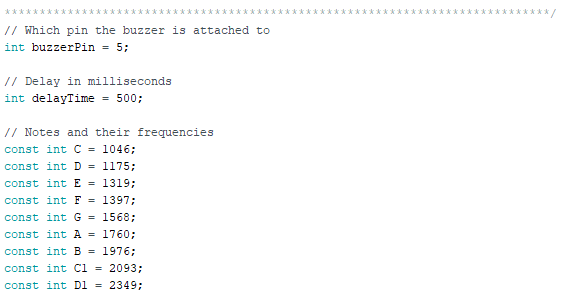 ******************************************************************************/
// Which pin the buzzer is attached to
int buzzerPin = 5;
// Delay in milliseconds
int delayTime = 500;
// Notes and their frequencies
const int C = 1046;
const int D = 1175;
const int E = 1319;
const int F = 1397;
const int G = 1568;
const int A = 1760;
const int B = 1976;
const int C1 = 2093;
const int D1 = 2349;